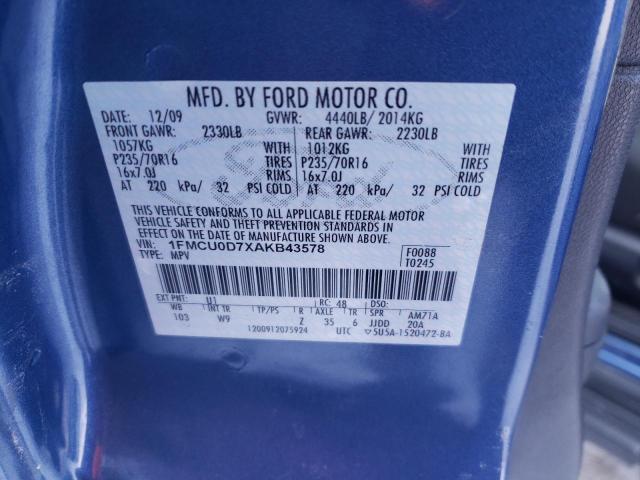 MFD. BY FORD MOTOR CO.
DATE: 12/09 GVWR: 4440LB/ 2014KG
FRONT GAWR: 2330LB REAR GAWR: 2230LB
1057KG WITH 1012KG WITH
P235/70R16 TIRES P235/70R16 TIRES
16x7.0J RIMS 16x7.0J RIMS
AT 220 kPa/ 32 PSI COLD AT 220 kPa/ 32 PSI COLD
THIS VEHICLE CONFORMS TO ALL APPLICABLE FEDERAL MOTOR
VEHICLE SAFETY AND THEFT PREVENTION STANDARDS IN
EFFECT ON THE DATE OF MANUFACTURE SHOWN ABOVE.
VIN: 1FMCU0D7XAKB43578 F0088
TYPE: MPV T0245
EXT PNT: U1 RC: 48 DSO:
WB INT TR TP/PS R AXLE TR SPR AM71A
103 W9 Z 35 6 JJDD 20A
1200912075924 UTC ▽5U5A-1520472-BA